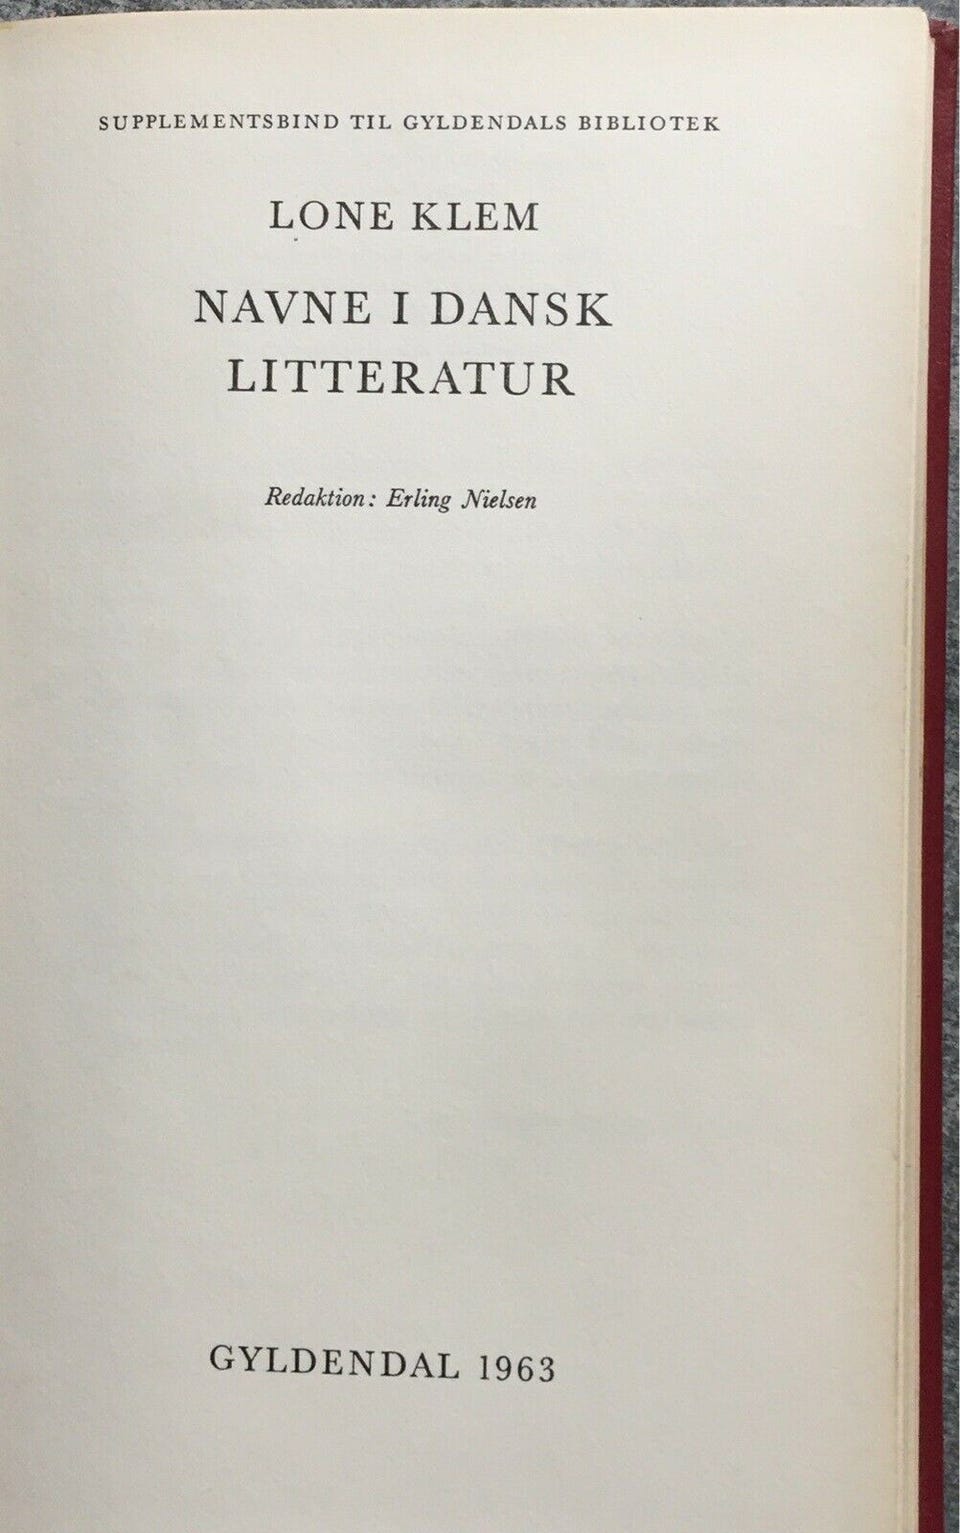 SUPPLEMENTSBIND TIL GYLDENDALS BIBLIOTEK
LONE KLEM
NAVNE I DANSK
LITTERATUR
Redaktion: Erling Nielsen
GYLDENDAL 1963